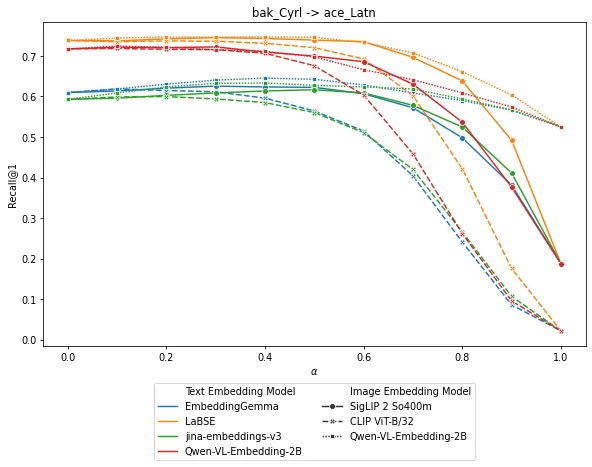 bak_Cyrl -> ace_Latn
Recall@1
0.7
0.6
0.5
0.4
0.3
0.2
0.1
0.0
0.0 0.2 0.4 0.6 0.8 1.0
α
Text Embedding Model
EmbeddingGemma
LaBSE
jina-embeddings-v3
Qwen-VL-Embedding-2B
Image Embedding Model
SigLIP 2 So400m
CLIP ViT-B/32
Qwen-VL-Embedding-2B